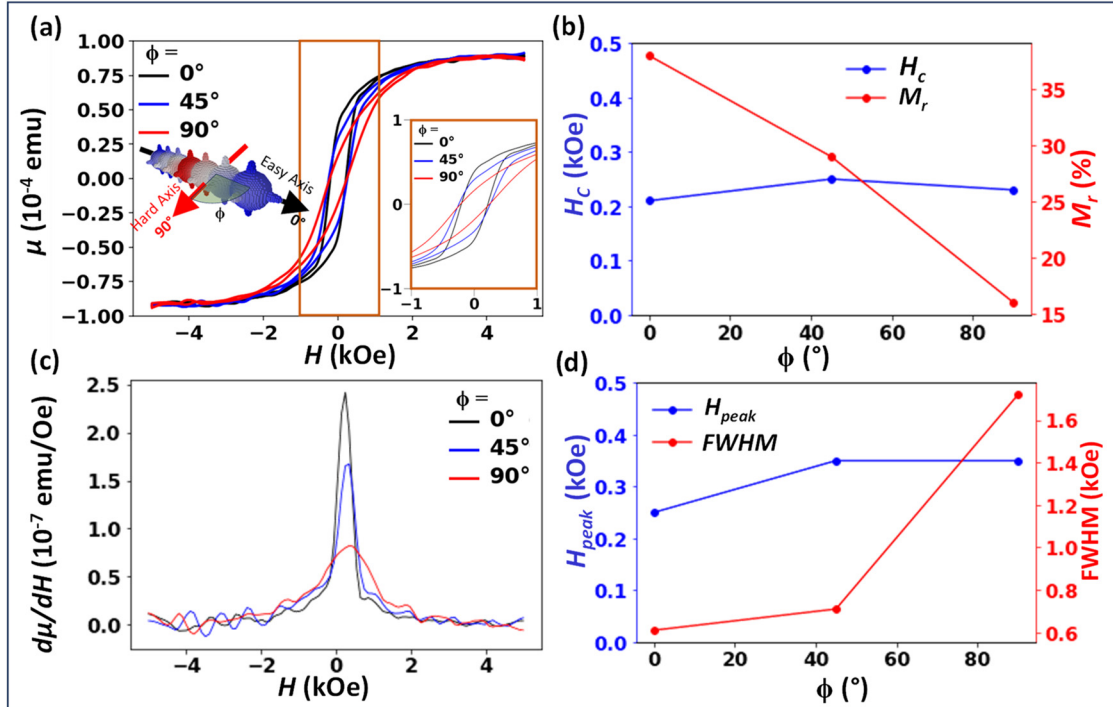 (a)
1.00
0.75
0.50
0.25
0.00
−0.25
−0.50
−0.75
−1.00
μ (10⁻⁴ emu)
ϕ =
0°
45°
90°
Hard Axis
90°
Easy Axis
0°
ϕ
1
0
−1
ϕ =
0°
45°
90°
−1 0 1
−4 −2 0 2 4
H (kOe)
(b)
0.5
0.4
0.3
0.2
0.1
0.0
H_C (kOe)
H_c
M_r
35
30
25
20
15
M_r (%)
0 20 40 60 80
ϕ (°)
(c)
2.5
2.0
1.5
1.0
0.5
0.0
dμ/dH (10⁻⁷ emu/Oe)
ϕ =
0°
45°
90°
−4 −2 0 2 4
H (kOe)
(d)
0.5
0.4
0.3
0.2
0.1
0.0
H_peak (kOe)
H_peak
FWHM
1.6
1.4
1.2
1.0
0.8
0.6
FWHM (kOe)
0 20 40 60 80
ϕ (°)